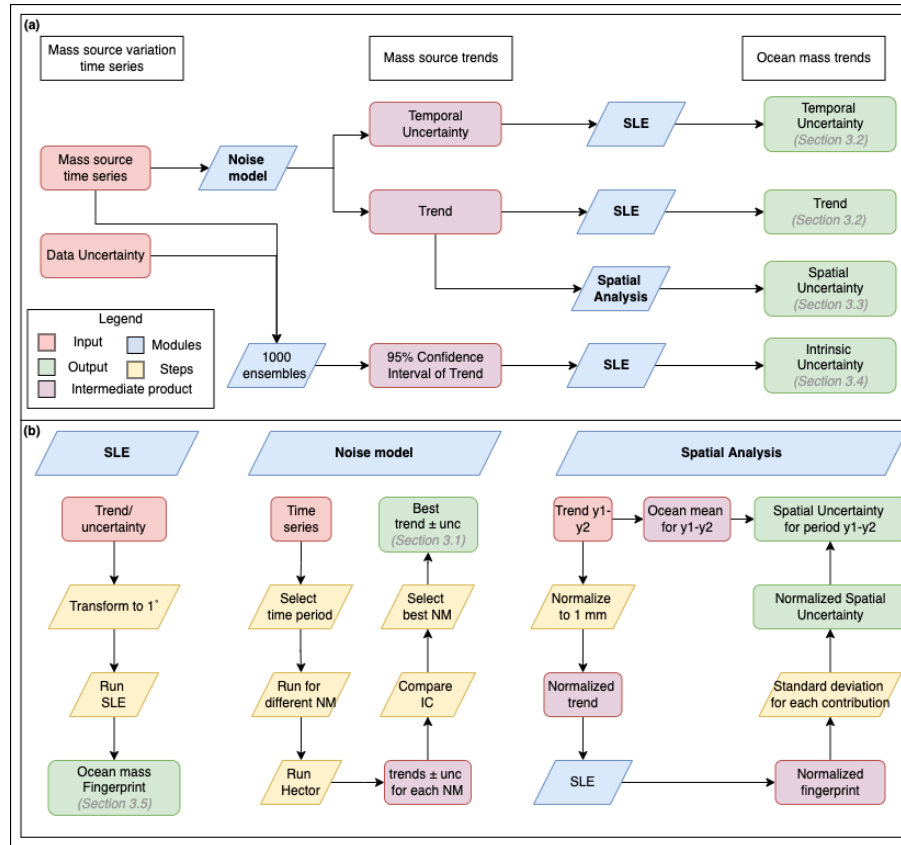 (a)
Mass source variation
time series
Mass source trends
Ocean mass trends
Temporal
Uncertainty
SLE
Temporal
Uncertainty
(Section 3.2)
Mass source
time series
Noise
model
Trend
SLE
Trend
(Section 3.2)
Data Uncertainty
Spatial
Analysis
Spatial
Uncertainty
(Section 3.3)
Legend
Input
Modules
Output
Steps
Intermediate product
1000
ensembles
95% Confidence
Interval of Trend
SLE
Intrinsic
Uncertainty
(Section 3.4)
(b)
SLE
Noise model
Spatial Analysis
Trend/
uncertainty
Transform to 1˚
Run
SLE
Ocean mass
Fingerprint
(Section 3.5)
Time
series
Select
time period
Run for
different NM
Run
Hector
trends ± unc
for each NM
Compare
IC
Select
best NM
Best
trend ± unc
(Section 3.1)
Trend y1-
y2
Ocean mean
for y1-y2
Spatial Uncertainty
for period y1-y2
Normalize
to 1 mm
Normalized
trend
SLE
Normalized
fingerprint
Standard deviation
for each contribution
Normalized Spatial
Uncertainty